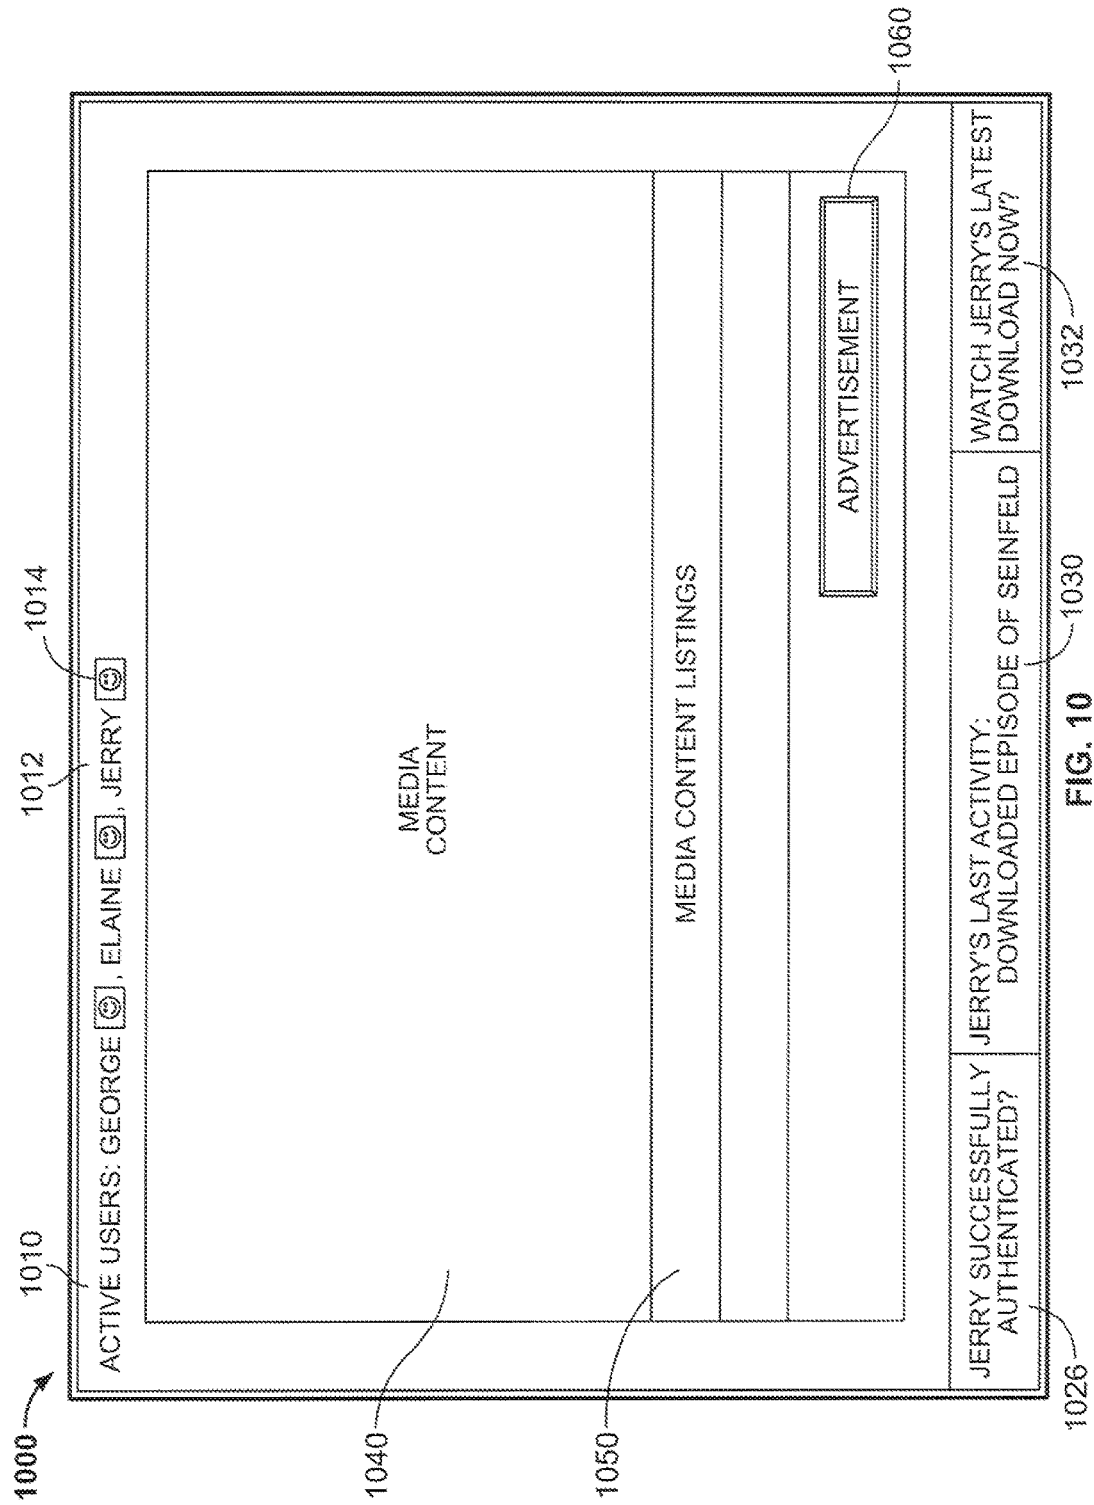 1000
1010
1012
1014
ACTIVE USERS: GEORGE , ELAINE , JERRY
MEDIA
CONTENT
1040
MEDIA CONTENT LISTINGS
1050
ADVERTISEMENT
1060
JERRY SUCCESSFULLY
AUTHENTICATED?
JERRY'S LAST ACTIVITY:
DOWNLOADED EPISODE OF SEINFELD
WATCH JERRY'S LATEST
DOWNLOAD NOW?
1026
1030
1032
FIG. 10